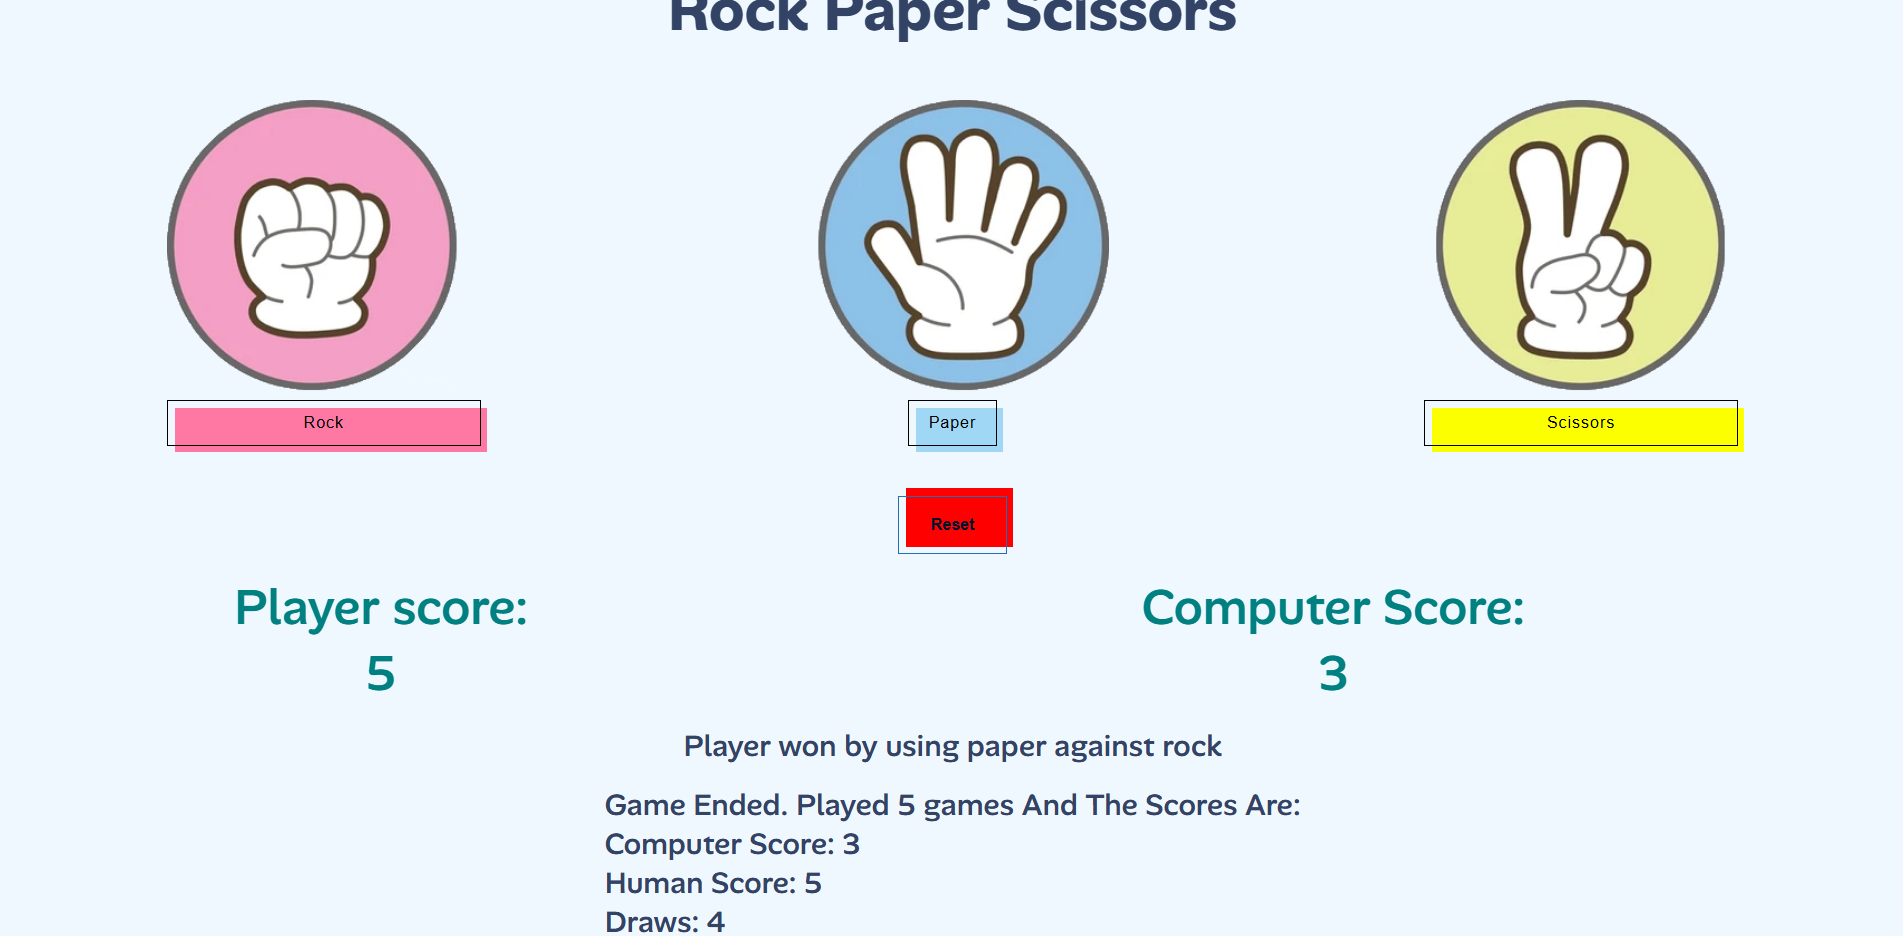 Rock Paper Scissors
Rock
Paper
Scissors
Reset
Player score:
5
Computer Score:
3
Player won by using paper against rock
Game Ended. Played 5 games And The Scores Are:
Computer Score: 3
Human Score: 5
Draws: 4